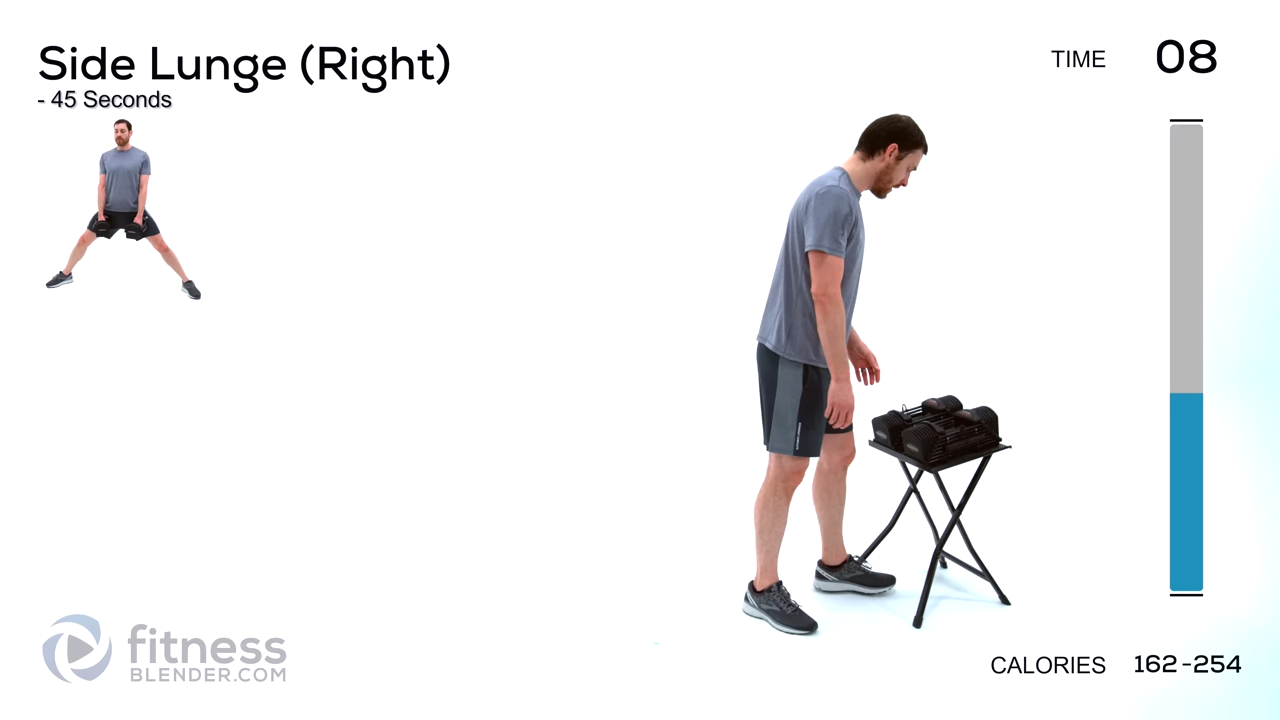 Side Lunge (Right)
- 45 Seconds
TIME 08
fitness
BLENDER.COM
CALORIES 162-254